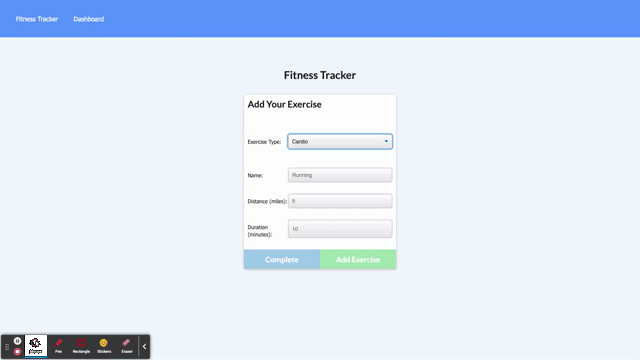 Fitness Tracker Dashboard
Fitness Tracker
Add Your Exercise
Exercise Type: Cardio
Name: Running
Distance (miles): 5
Duration (minutes): 10
Complete Add Exercise
Pen Rectangle Stickers Eraser